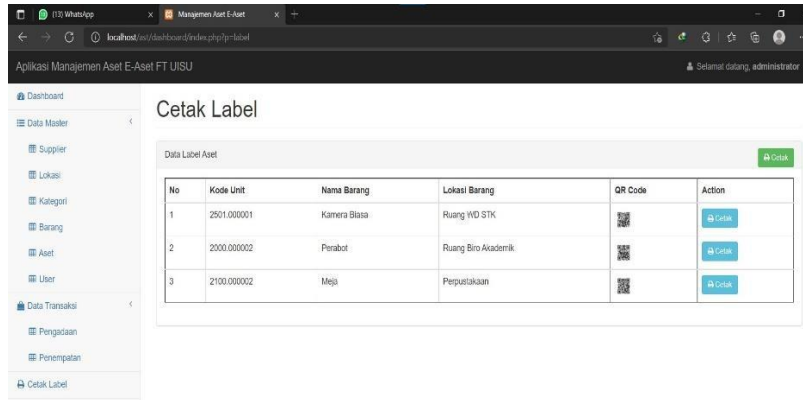 (13) WhatsApp
Manajemen Aset E-Aset
localhost/ast/dashboard/index.php?p=label
Aplikasi Manajemen Aset E-Aset FT UISU
Selamat datang, administrator
Dashboard
Data Master
Supplier
Lokasi
Kategori
Barang
Aset
User
Data Transaksi
Pengadaan
Penempatan
Cetak Label
Cetak Label
Data Label Aset
Cetak
No Kode Unit Nama Barang Lokasi Barang QR Code Action
1 2501.000001 Kamera Biasa Ruang WD STK Cetak
2 2000.000002 Perabot Ruang Biro Akademik Cetak
3 2100.000002 Meja Perpustakaan Cetak